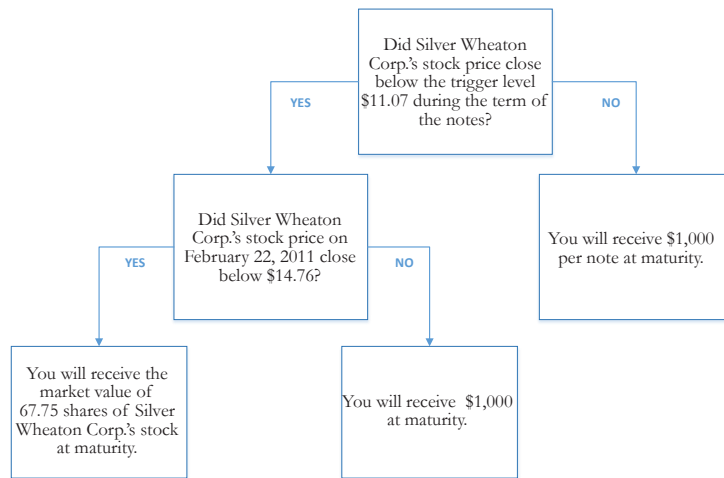 Did Silver Wheaton
Corp.'s stock price close
below the trigger level
$11.07 during the term of
the notes?
YES
NO
Did Silver Wheaton
Corp.'s stock price on
February 22, 2011 close
below $14.76?
You will receive $1,000
per note at maturity.
YES
NO
You will receive the
market value of
67.75 shares of Silver
Wheaton Corp.'s stock
at maturity.
You will receive $1,000
at maturity.